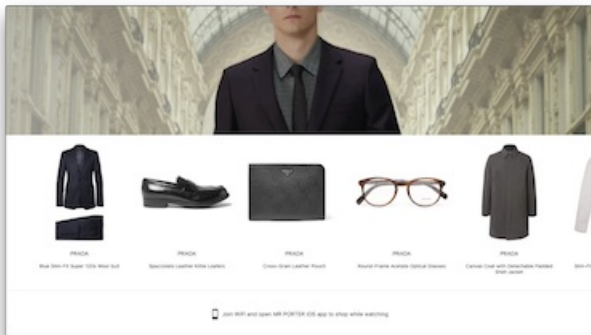 PRADA
Blue Slim-Fit Super 120s Wool Suit
PRADA
Spazzolato Leather Kiltie Loafers
PRADA
Cross-Grain Leather Pouch
PRADA
Round-Frame Acetate Optical Glasses
PRADA
Canvas Coat with Detachable Padded
Shell Jacket
Slim-Fi
Join WiFi and open MR PORTER iOS app to shop while watching